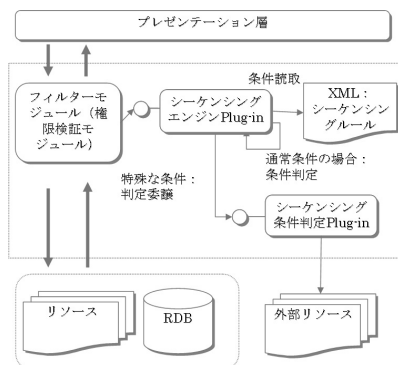 プレゼンテーション層
フィルターモ
ジュール（権
限検証モ
ジュール）
シーケンシング
エンジンPlug-in
条件読取
XML：
シーケンシン
グルール
通常条件の場合：
条件判定
特殊な条件：
判定委譲
シーケンシング
条件判定Plug-in
リソース
RDB
外部リソース